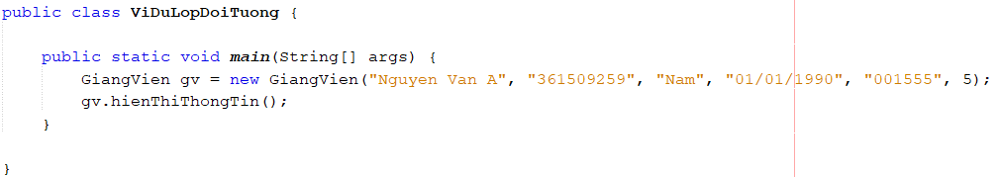 public class ViDuLopDoiTuong {
public static void main(String[] args) {
GiangVien gv = new GiangVien("Nguyen Van A", "361509259", "Nam", "01/01/1990", "001555", 5);
gv.hienThiThongTin();
}
}